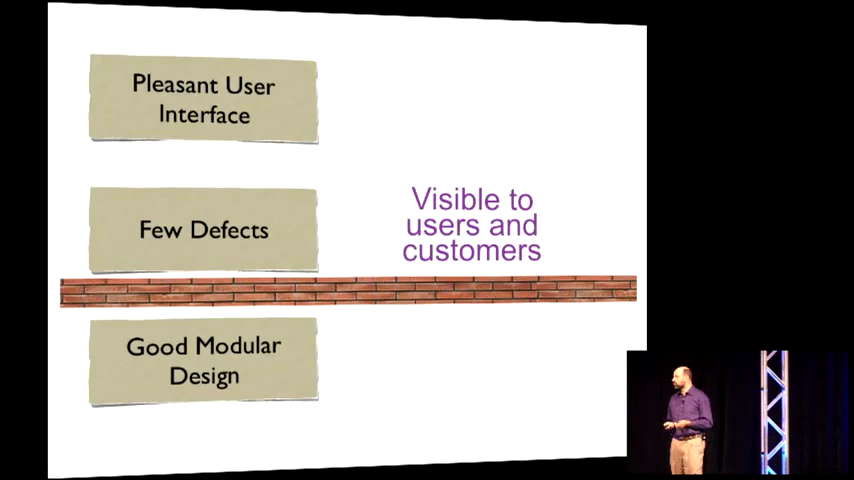 Pleasant User
Interface
Few Defects
Visible to
users and
customers
Good Modular
Design